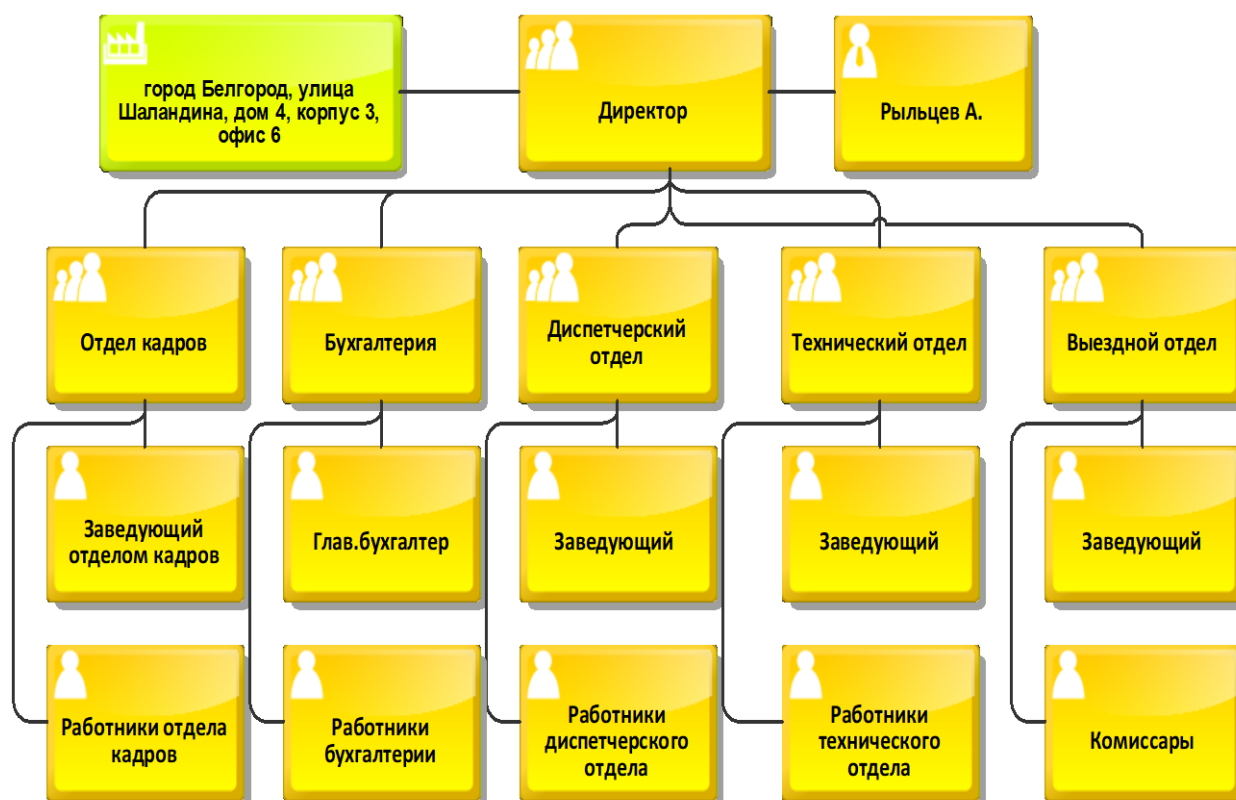 город Белгород, улица
Шаландина, дом 4, корпус 3,
офис 6
Директор
Рыльцев А.
Отдел кадров
Бухгалтерия
Диспетчерский
отдел
Технический отдел
Выездной отдел
Заведующий
отделом кадров
Глав.бухгалтер
Заведующий
Заведующий
Заведующий
Работники отдела
кадров
Работники
бухгалтерии
Работники
диспетчерского
отдела
Работники
технического
отдела
Комиссары